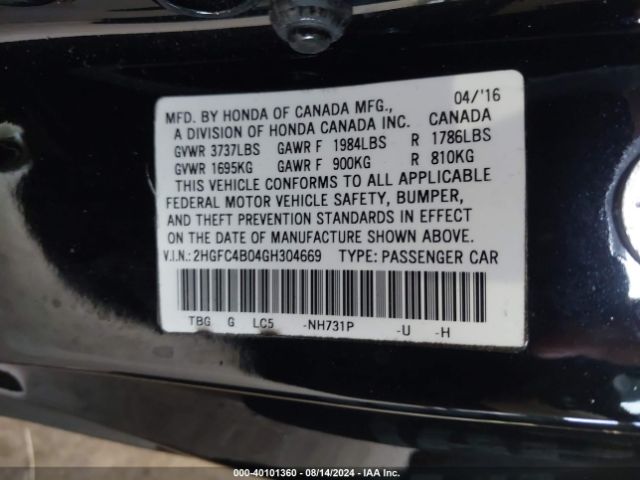 04/'16
MFD. BY HONDA OF CANADA MFG., CANADA
A DIVISION OF HONDA CANADA INC.
GVWR 3737LBS GAWR F 1984LBS R 1786LBS
GVWR 1695KG GAWR F 900KG R 810KG
THIS VEHICLE CONFORMS TO ALL APPLICABLE
FEDERAL MOTOR VEHICLE SAFETY, BUMPER,
AND THEFT PREVENTION STANDARDS IN EFFECT
ON THE DATE OF MANUFACTURE SHOWN ABOVE.
V.I.N.: 2HGFC4B04GH304669 TYPE: PASSENGER CAR
TBG G LC5 -NH731P -U -H
000-40101360 - 08/14/2024 - IAA Inc.